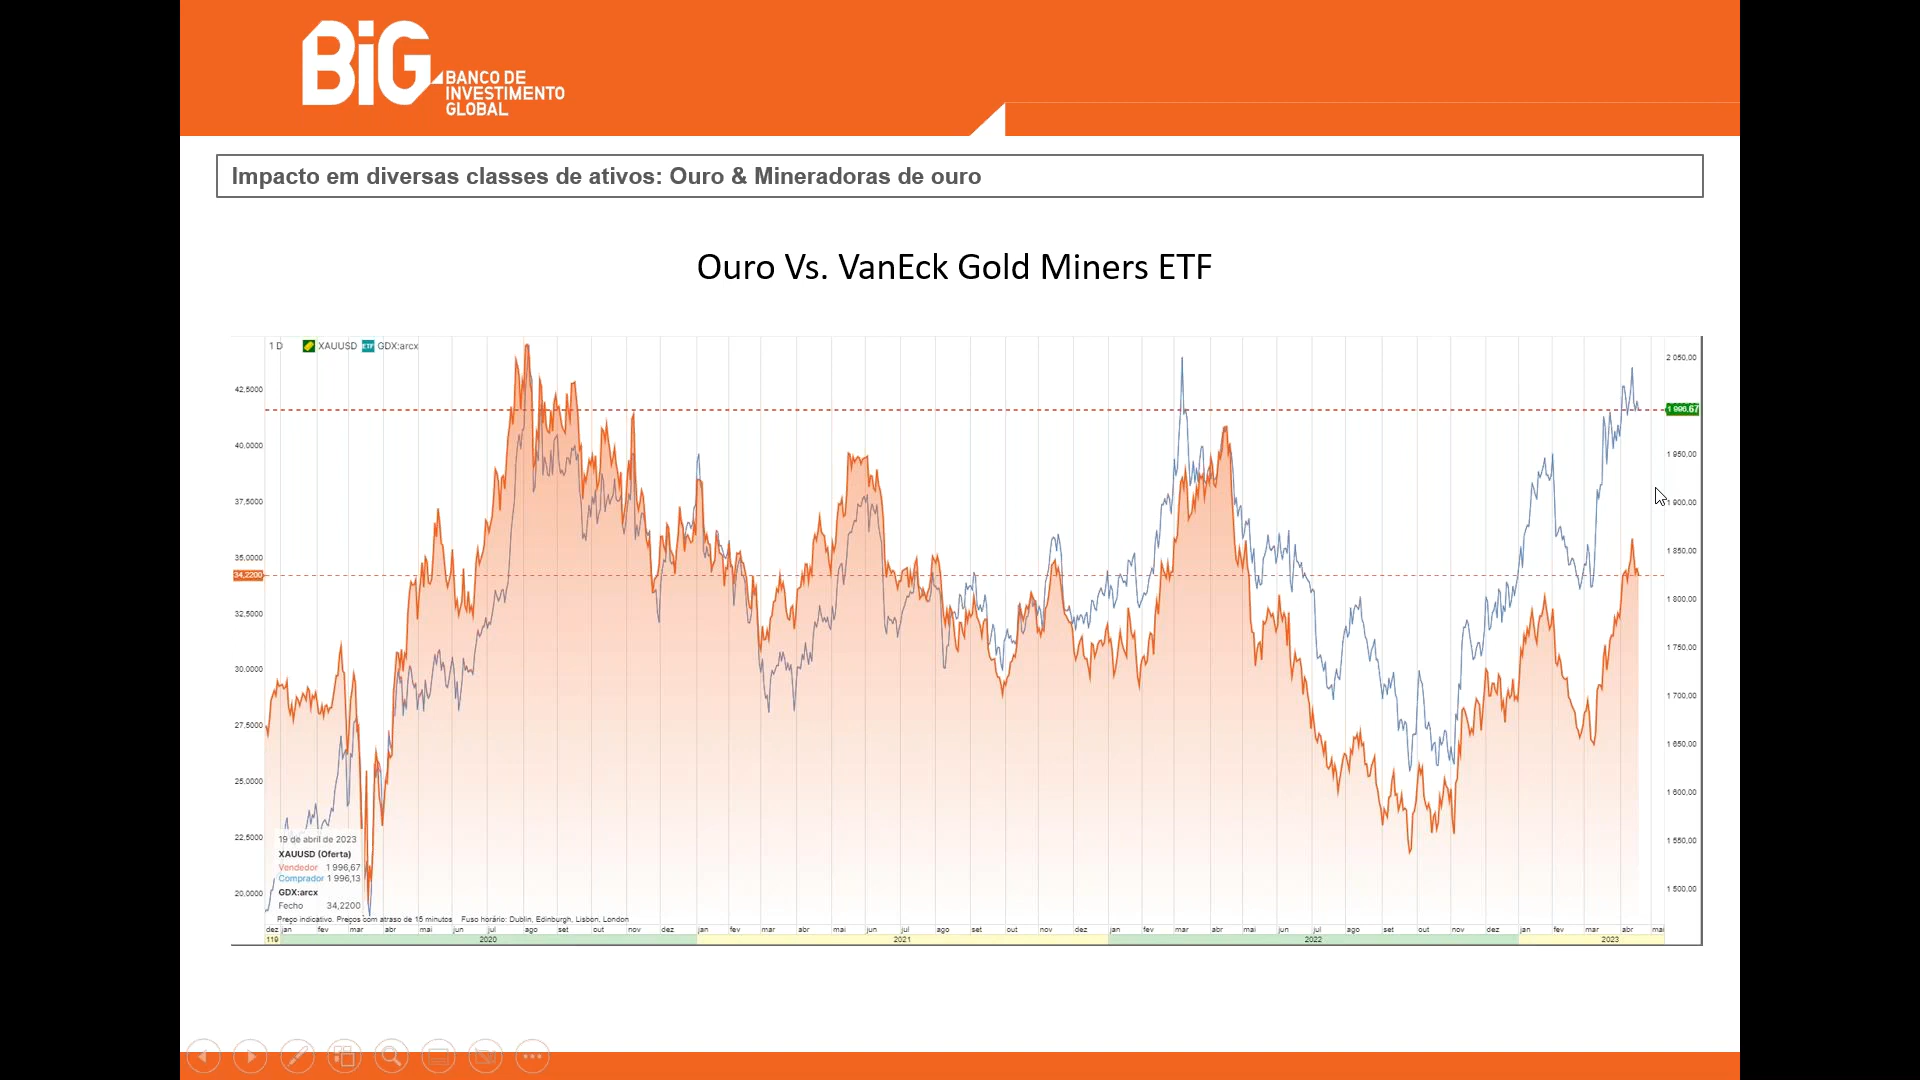 BiG
BANCO DE
INVESTIMENTO
GLOBAL
Impacto em diversas classes de ativos: Ouro & Mineradoras de ouro
Ouro Vs. VanEck Gold Miners ETF
1 D XAUUSD ETF GDX:arcx
42,5000
40,0000
37,5000
35,0000
34,2200
32,5000
30,0000
27,5000
25,0000
22,5000
20,0000
2 050,00
1 996,67
1 950,00
1 900,00
1 850,00
1 800,00
1 750,00
1 700,00
1 650,00
1 600,00
1 550,00
1 500,00
19 de abril de 2023
XAUUSD (Oferta)
Vendedor 1 996,67
Comprador 1 996,13
GDX:arcx
Fecho 34,2200
Preço indicativo. Preços com atraso de 15 minutos Fuso horário: Dublin, Edinburgh, Lisbon, London
dez jan fev mar abr mai jun jul ago set out nov dez jan fev mar abr mai jun jul ago set out nov dez jan fev mar abr mai jun jul ago set out nov dez jan fev mar abr mai
119 2020 2021 2022 2023